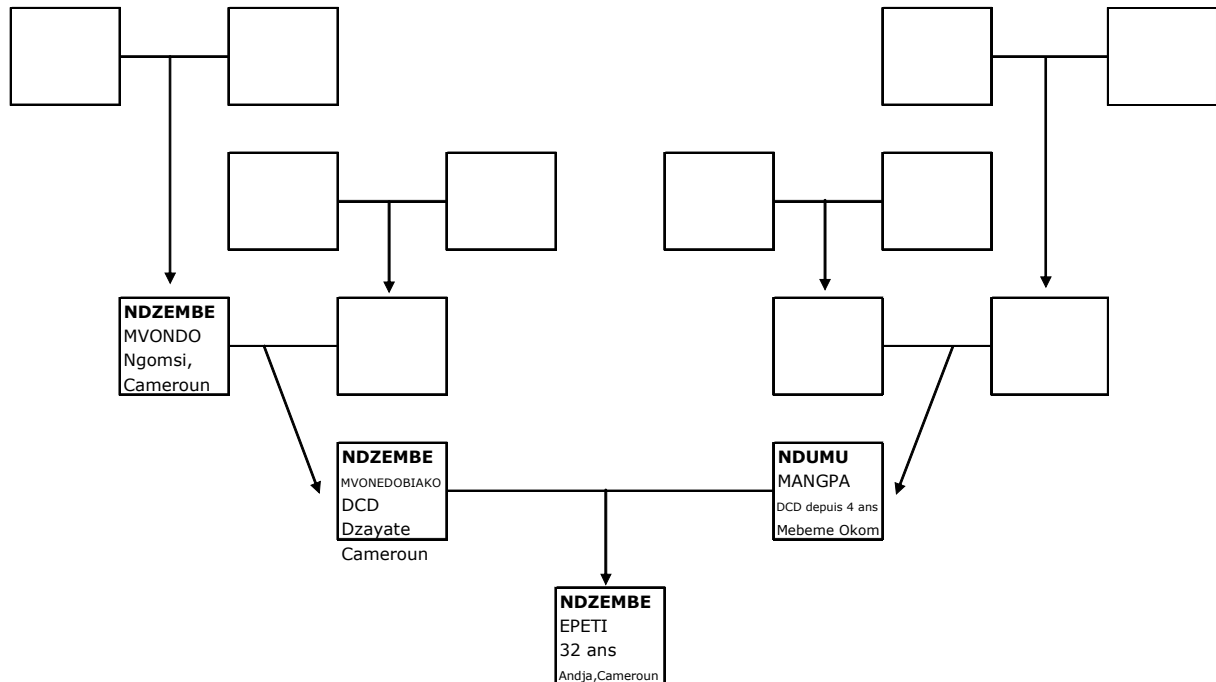 NDZEMBE
MVONDO
Ngomsi,
Cameroun
NDZEMBE
MVONEDOBIAKO
DCD
Dzayate
Cameroun
NDUMU
MANGPA
DCD depuis 4 ans
Mebeme Okom
NDZEMBE
EPETI
32 ans
Andja,Cameroun